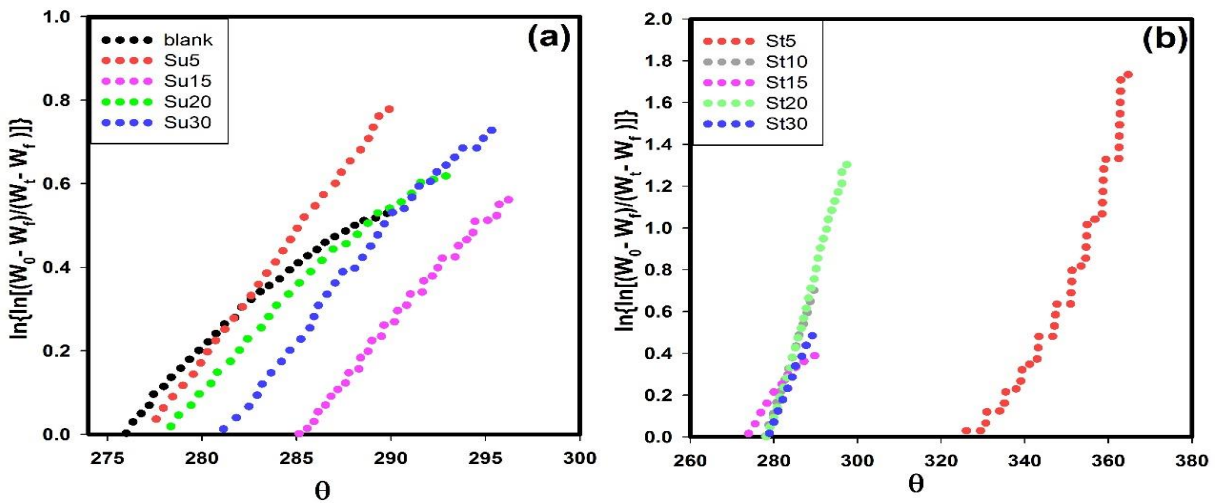 (a)
blank
Su5
Su15
Su20
Su30
ln{ln[(W0- Wf)/(Wt- Wf )]}
1.0
0.8
0.6
0.4
0.2
0.0
275 280 285 290 295 300
θ
(b)
St5
St10
St15
St20
St30
ln{ln[(W0- Wf)/(Wt- Wf )]}
2.0
1.8
1.6
1.4
1.2
1.0
0.8
0.6
0.4
0.2
0.0
260 280 300 320 340 360 380
θ